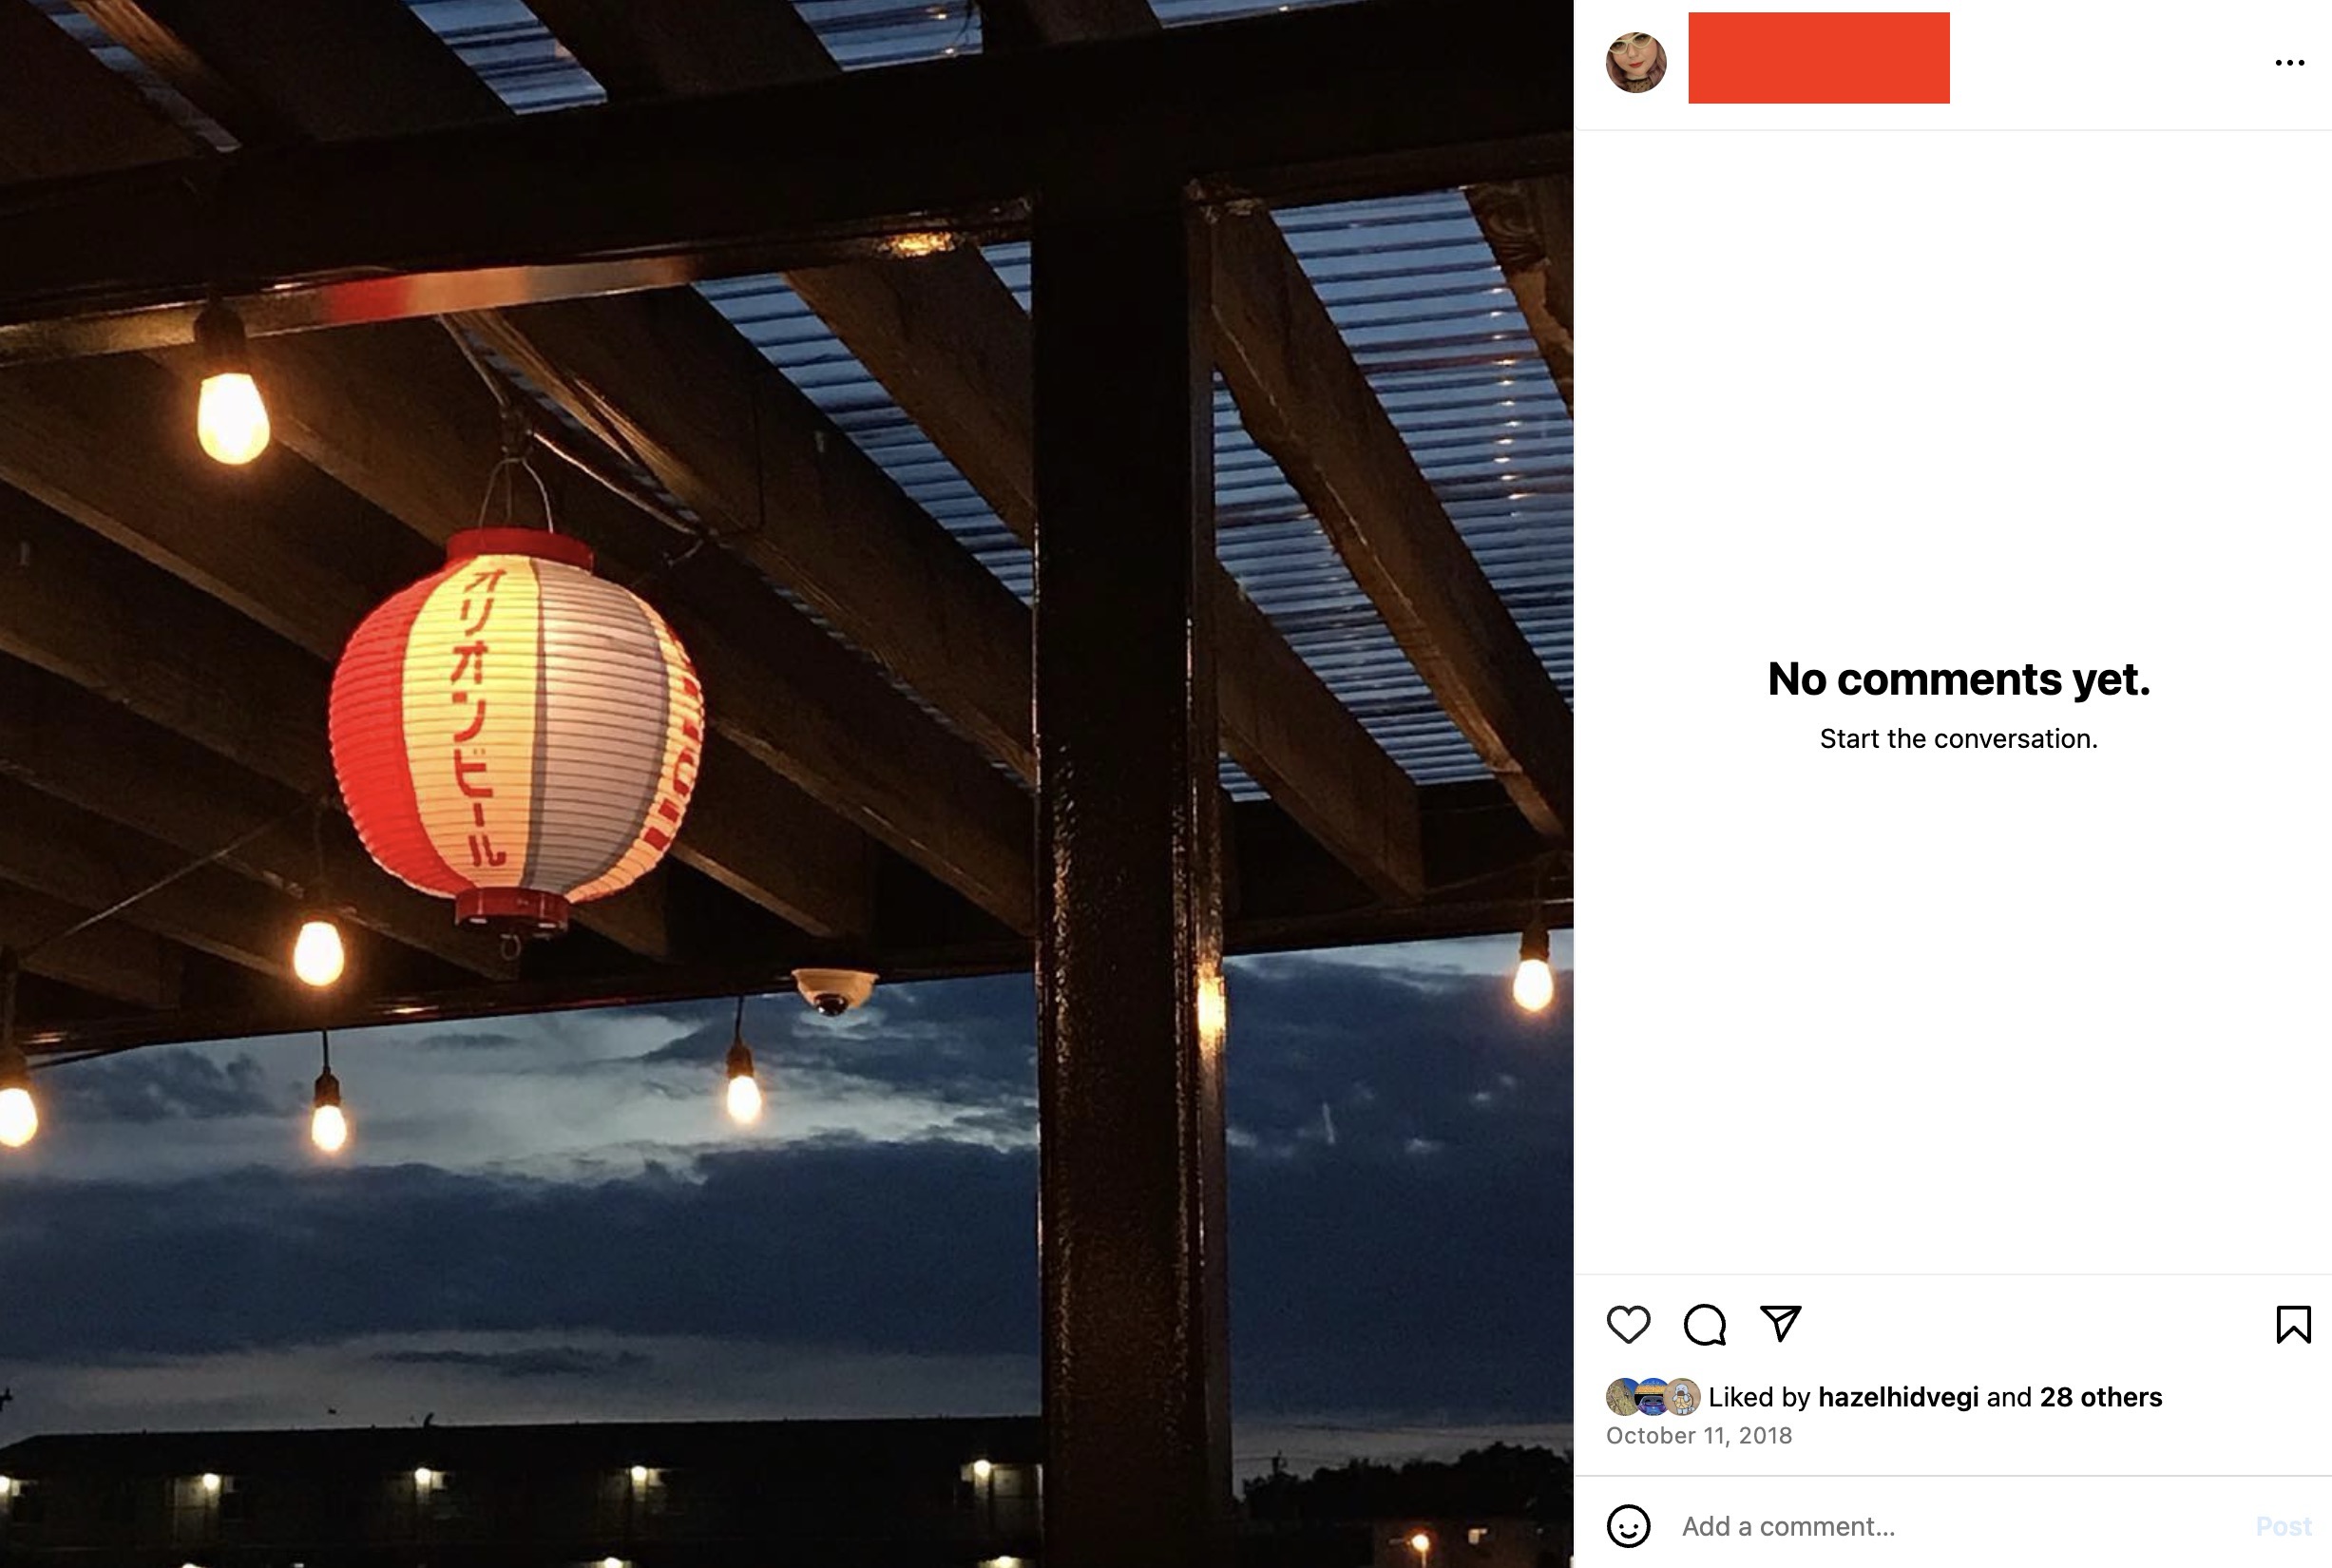 オリオンビール
No comments yet.
Start the conversation.
Liked by hazelhidvegi and 28 others
October 11, 2018
Add a comment...
Post